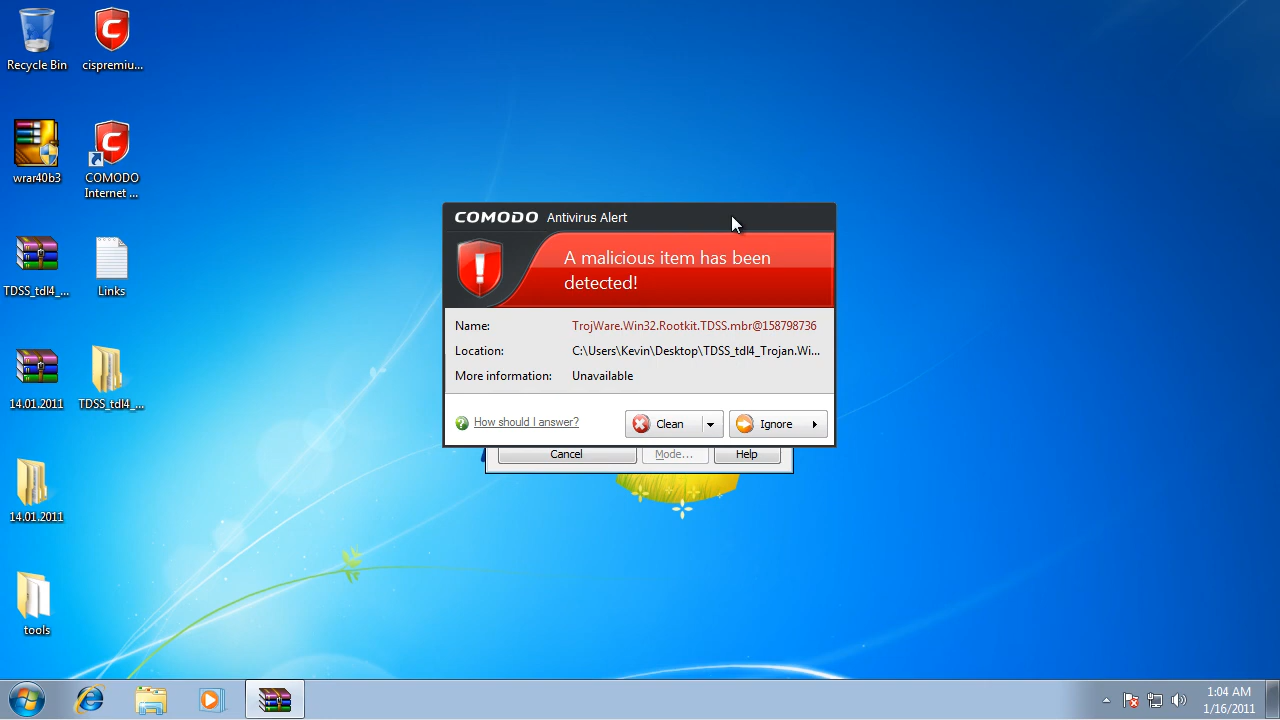 Recycle Bin
cispremiu...
wrar40b3
COMODO
Internet ...
TDSS_tdl4_...
Links
14.01.2011
TDSS_tdl4_...
14.01.2011
tools
COMODO Antivirus Alert
A malicious item has been
detected!
Name: TrojWare.Win32.Rootkit.TDSS.mbr@158798736
Location: C:\Users\Kevin\Desktop\TDSS_tdl4_Trojan.Wi...
More information: Unavailable
How should I answer? Clean Ignore
Cancel Mode... Help
1:04 AM
1/16/2011